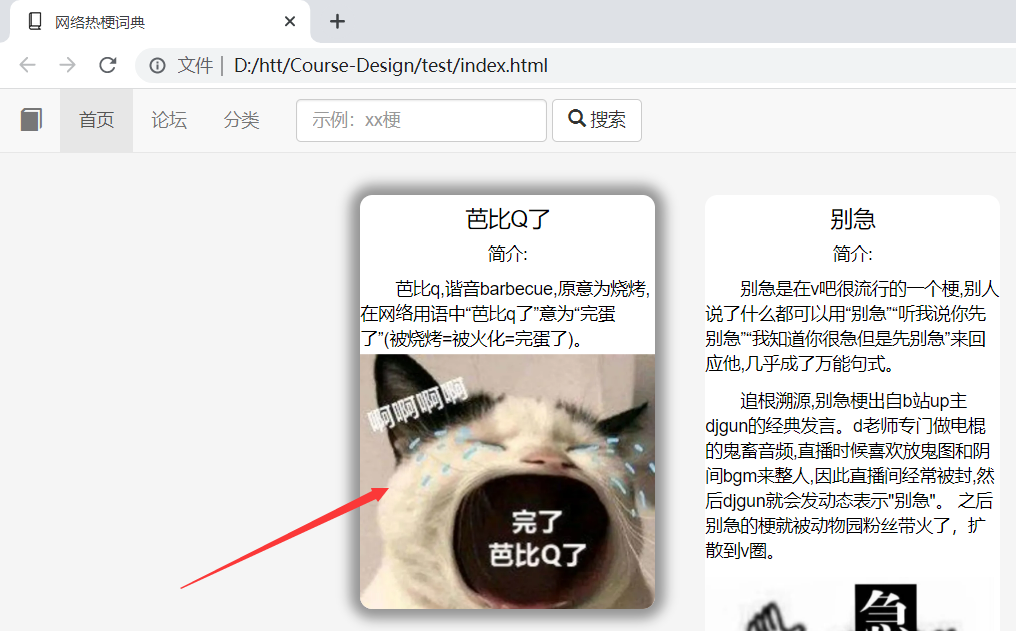 网络热梗词典
文件 | D:/htt/Course-Design/test/index.html
首页 论坛 分类 示例：xx梗 搜索
芭比Q了
简介:
芭比q,谐音barbecue,原意为烧烤,
在网络用语中“芭比q了”意为“完蛋
了”(被烧烤=被火化=完蛋了)。
啊啊啊啊
完了
芭比Q了
别急
简介:
别急是在v吧很流行的一个梗,别人
说了什么都可以用“别急”“听我说你先
别急”“我知道你很急但是先别急”来回
应他,几乎成了万能句式。
追根溯源,别急梗出自b站up主
djgun的经典发言。d老师专门做电棍
的鬼畜音频,直播时候喜欢放鬼图和阴
间bgm来整人,因此直播间经常被封,然
后djgun就会发动态表示"别急"。 之后
别急的梗就被动物园粉丝带火了，扩
散到v圈。
急